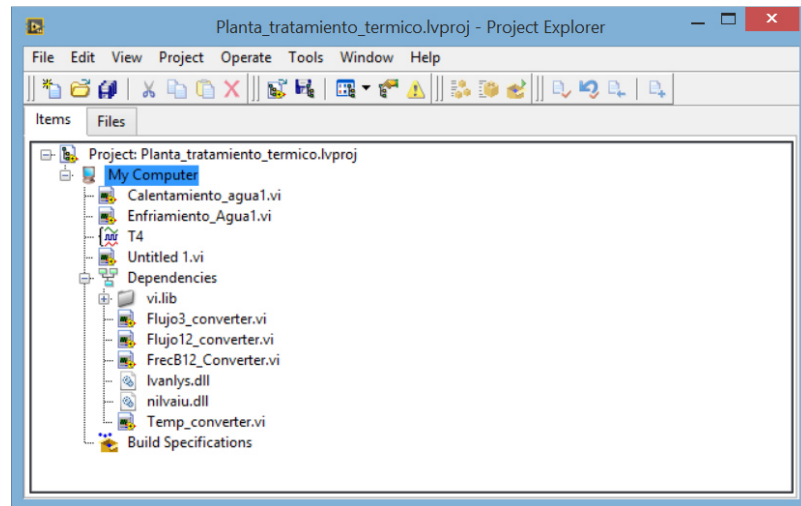 Planta_tratamiento_termico.lvproj - Project Explorer
File Edit View Project Operate Tools Window Help
Items Files
Project: Planta_tratamiento_termico.lvproj
My Computer
Calentamiento_agua1.vi
Enfriamiento_Agua1.vi
T4
Untitled 1.vi
Dependencies
vi.lib
Flujo3_converter.vi
Flujo12_converter.vi
FrecB12_Converter.vi
lvanlys.dll
nilvaiu.dll
Temp_converter.vi
Build Specifications